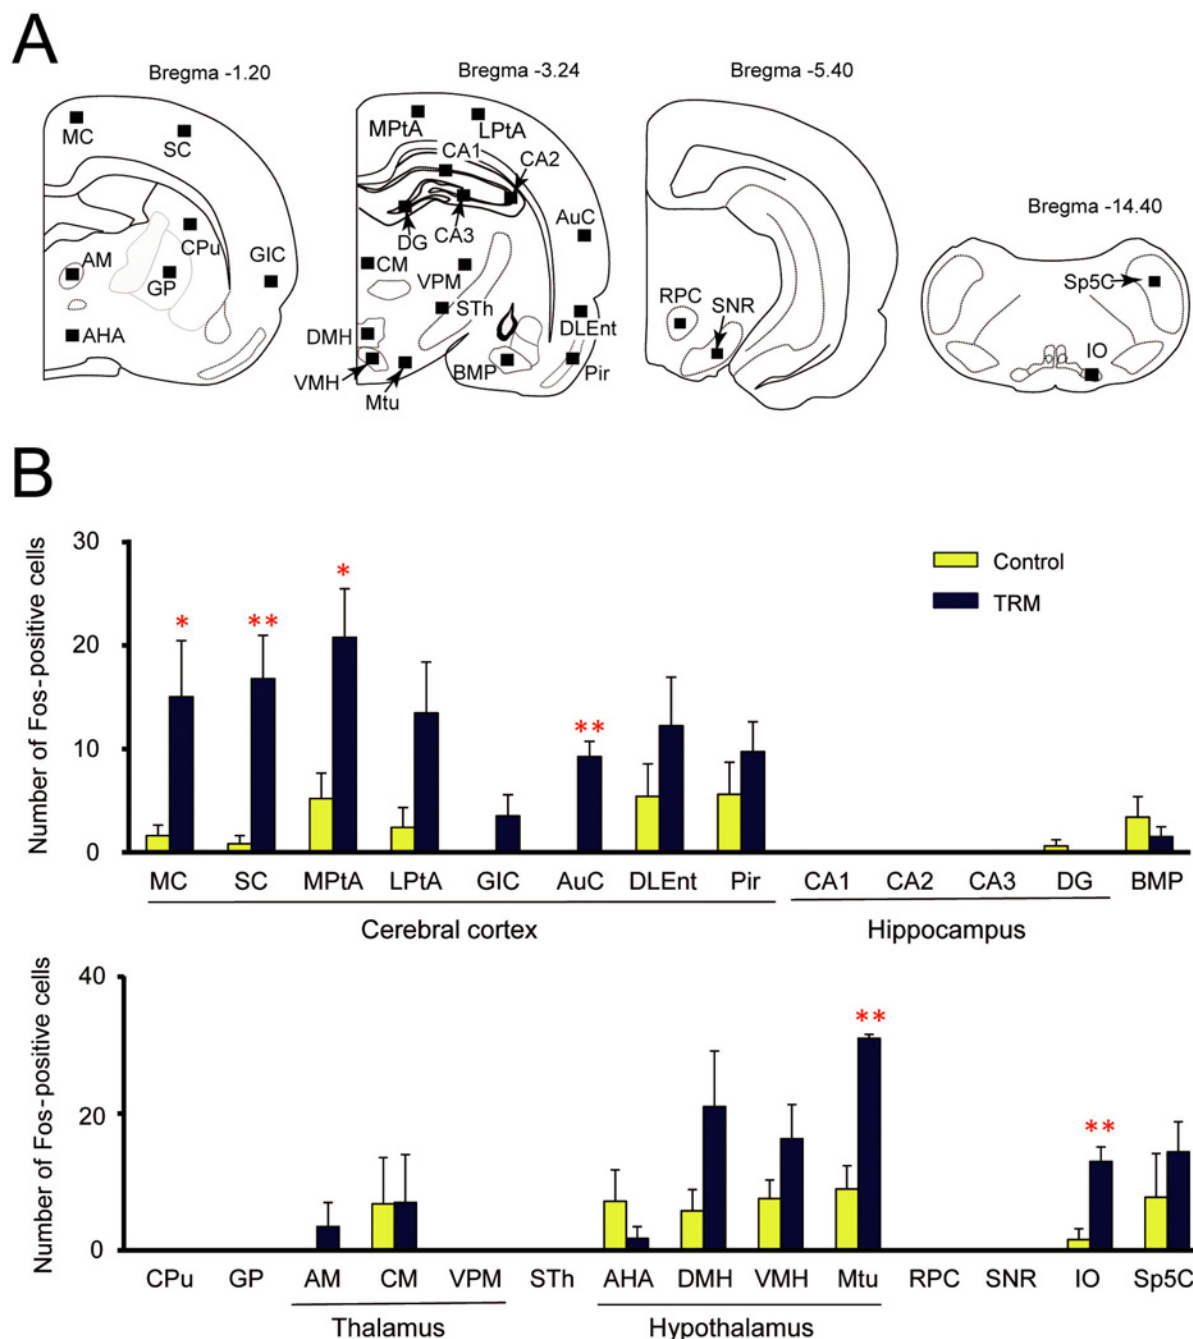 A
Bregma -1.20
Bregma -3.24
Bregma -5.40
Bregma -14.40
MC
SC
CPu
GIC
AM
GP
AHA
MPtA
LPtA
CA1
CA2
AuC
DG
CA3
CM
VPM
STh
DLEnt
DMH
VMH
Mtu
BMP
Pir
RPC
SNR
Sp5C
IO
B
Number of Fos-positive cells
30
20
10
0
Control
TRM
*
**
*
**
MC SC MPtA LPtA GIC AuC DLEnt Pir CA1 CA2 CA3 DG BMP
Cerebral cortex Hippocampus
Number of Fos-positive cells
40
20
0
**
**
CPu GP AM CM VPM STh AHA DMH VMH Mtu RPC SNR IO Sp5C
Thalamus Hypothalamus